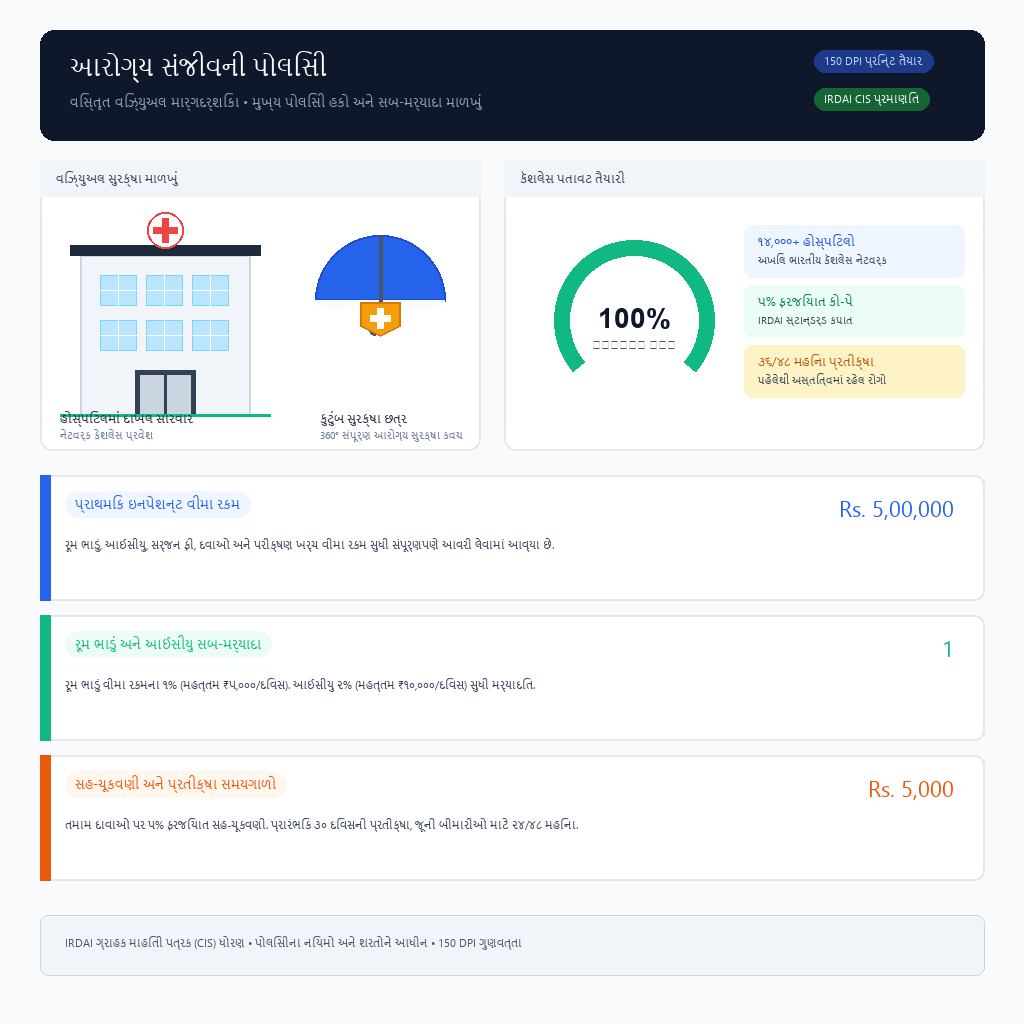 આરોગ્ય સંજીવની પોલિસી
વિસ્તૃત વિઝ્યુઅલ માર્ગદર્શિકા • મુખ્ય પોલિસી હકો અને સબ-મર્યાદા માળખું
150 DPI પ્રિન્ટ તૈયાર
IRDAI CIS પ્રમાણિત
વિઝ્યુઅલ સુરક્ષા માળખું
હોસ્પિટલમાં દાખલ સારવાર
નેટવર્ક કેશલેસ પ્રવેશ
કુટુંબ સુરક્ષા છત્ર
360° સંપૂર્ણ આરોગ્ય સુરક્ષા કવચ
કેશલેસ પતાવટ તૈયારી
100%
૧૪,૦૦૦+ હોસ્પિટલો
અખિલ ભારતીય કેશલેસ નેટવર્ક
૫% ફરજિયાત કો-પે
IRDAI સ્ટાન્ડર્ડ કપાત
૩૬/૪૮ મહિના પ્રતીક્ષા
પહેલેથી અસ્તિત્વમાં રહેલ રોગો
પ્રાથમિક ઇનપેશન્ટ વીમા રકમ
Rs. 5,00,000
રૂમ ભાડું, આઈસીયુ, સર્જન ફી, દવાઓ અને પરીક્ષણ ખર્ચ વીમા રકમ સુધી સંપૂર્ણપણે આવરી લેવામાં આવ્યા છે.
રૂમ ભાડું અને આઈસીયુ સબ-મર્યાદા
1
રૂમ ભાડું વીમા રકમના ૧% (મહત્તમ ₹૫,૦૦૦/દિવસ). આઈસીયુ ૨% (મહત્તમ ₹૧૦,૦૦૦/દિવસ) સુધી મર્યાદિત.
સહ-ચૂકવણી અને પ્રતીક્ષા સમયગાળો
Rs. 5,000
તમામ દાવાઓ પર ૫% ફરજિયાત સહ-ચૂકવણી. પ્રારંભિક ૩૦ દિવસની પ્રતીક્ષા, જૂની બીમારીઓ માટે ૨૪/૪૮ મહિના.
IRDAI ગ્રાહક માહિતી પત્રક (CIS) ધોરણ • પોલિસીના નિયમો અને શરતોને આધીન • 150 DPI ગુણવત્તા